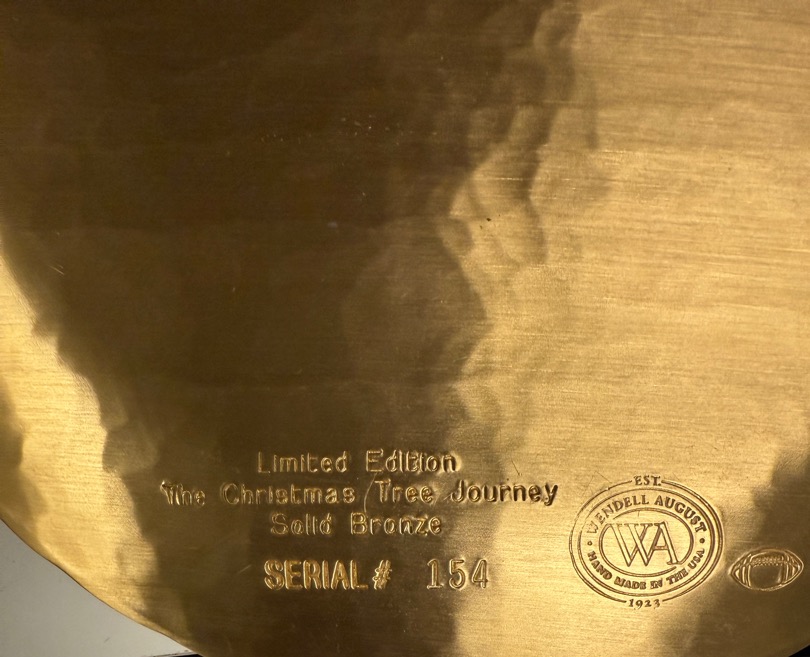 Limited Edition
The Christmas Tree Journey
Solid Bronze
SERIAL # 154
EST.
WENDELL AUGUST
WA
HAND MADE IN THE USA
1923